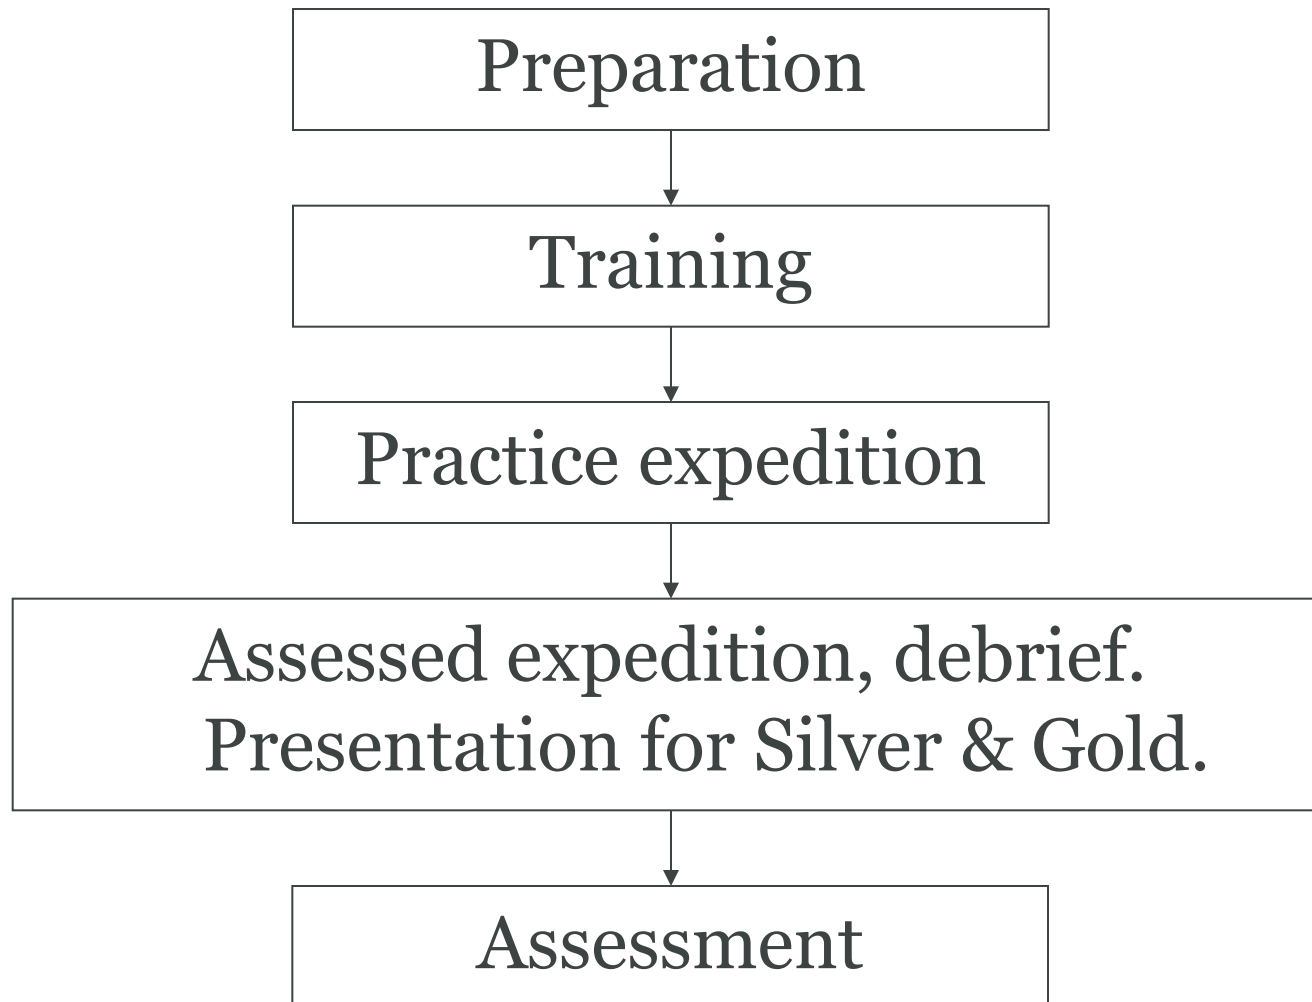 Preparation
Training
Practice expedition
Assessed expedition, debrief.
Presentation for Silver & Gold.
Assessment